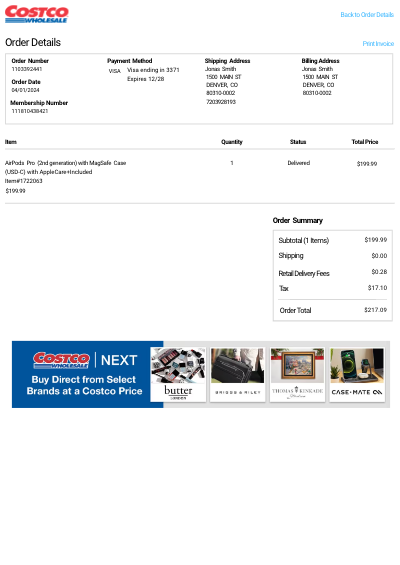 COSTCO
WHOLESALE
Back to Order Details
Order Details
Print Invoice
Order Number
1103392441
Order Date
04/01/2024
Membership Number
111810436421
Payment Method
VISA Visa ending in 3371
Expires 12/28
Shipping Address
Jonas Smith
1500 MAIN ST
DENVER, CO
80310-0002
7203928193
Billing Address
Jonas Smith
1500 MAIN ST
DENVER, CO
80310-0002
Item Quantity Status Total Price
AirPods Pro (2nd generation) with MagSafe Case 1 Delivered $199.99
(USD-C) with AppleCare+Included
Item#1722063
$199.99
Order Summary
Subtotal (1 Items) $199.99
Shipping $0.00
Retail Delivery Fees $0.28
Tax $17.10
Order Total $217.09
COSTCO
WHOLESALE
NEXT
Buy Direct from Select
Brands at a Costco Price
butter
LONDON
BRIGGS & RILEY
THOMAS KINKADE
CASE-MATE